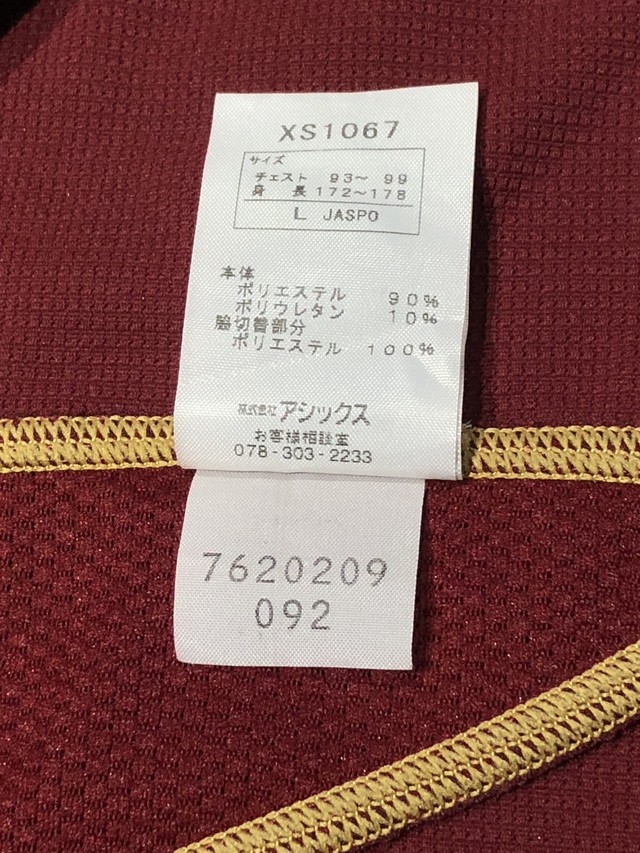 XS1067
サイズ
チェスト 93～ 99
身 長 172～178
L JASPO
本体
ポリエステル 90%
ポリウレタン 10%
脇切替部分
ポリエステル 100%
株式会社アシックス
お客様相談室
078-303-2233
7620209
092